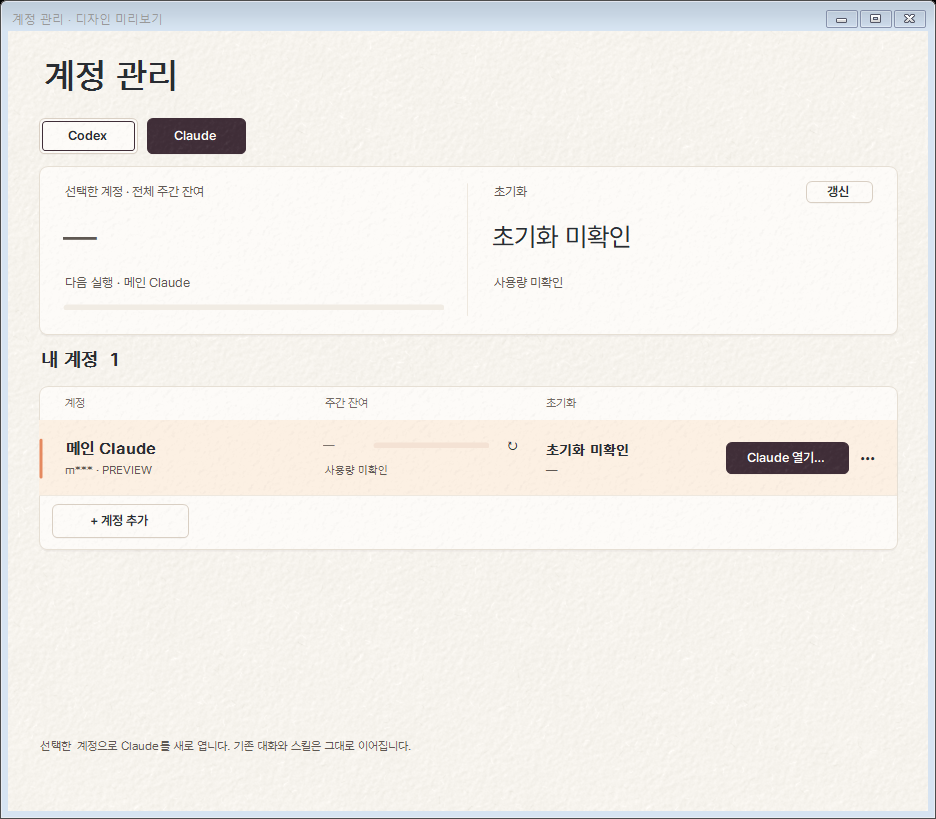 계정 관리 · 디자인 미리보기
계정 관리
Codex
Claude
선택한 계정 · 전체 주간 잔여
초기화
갱신
—
초기화 미확인
다음 실행 · 메인 Claude
사용량 미확인
내 계정 1
계정
주간 잔여
초기화
메인 Claude
—
초기화 미확인
Claude 열기...
m*** · PREVIEW
사용량 미확인
—
+ 계정 추가
선택한 계정으로 Claude를 새로 엽니다. 기존 대화와 스킬은 그대로 이어집니다.